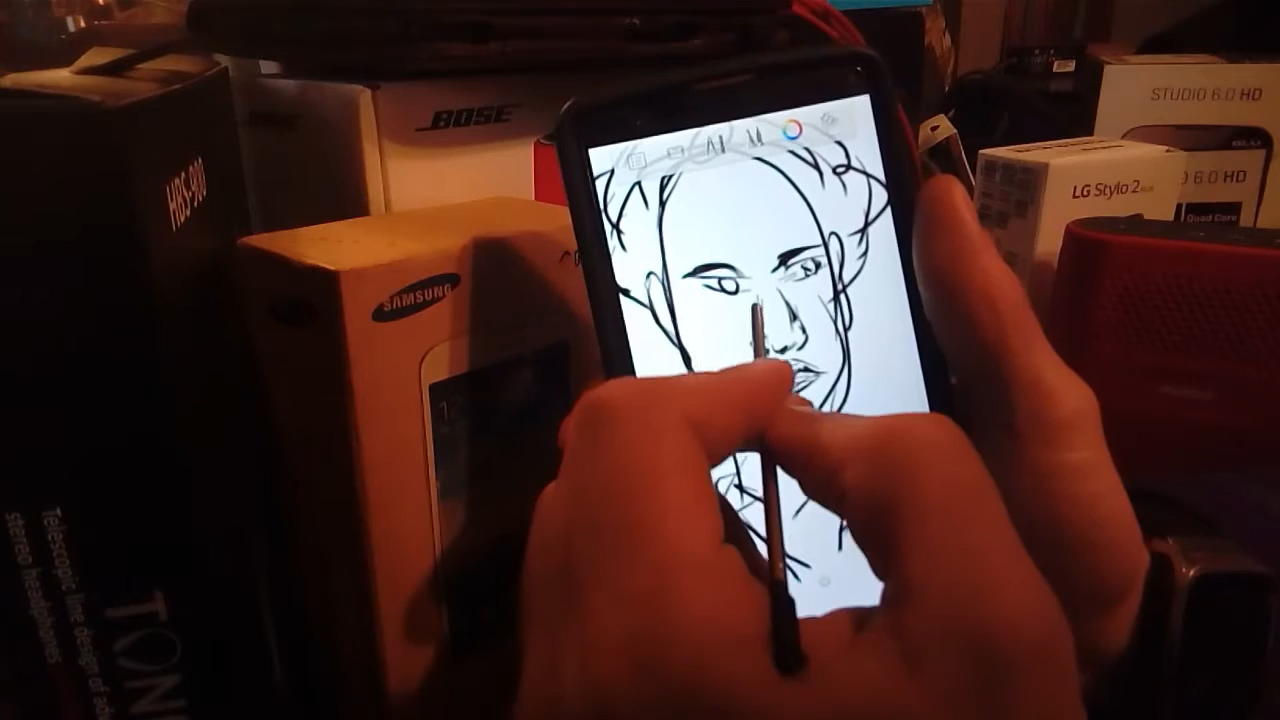 BOSE
STUDIO 6.0 HD
LG Stylo 2
6.0 HD
Quad Core
HBS-900
SAMSUNG
Telescopic line design of
stereo headphones
TON